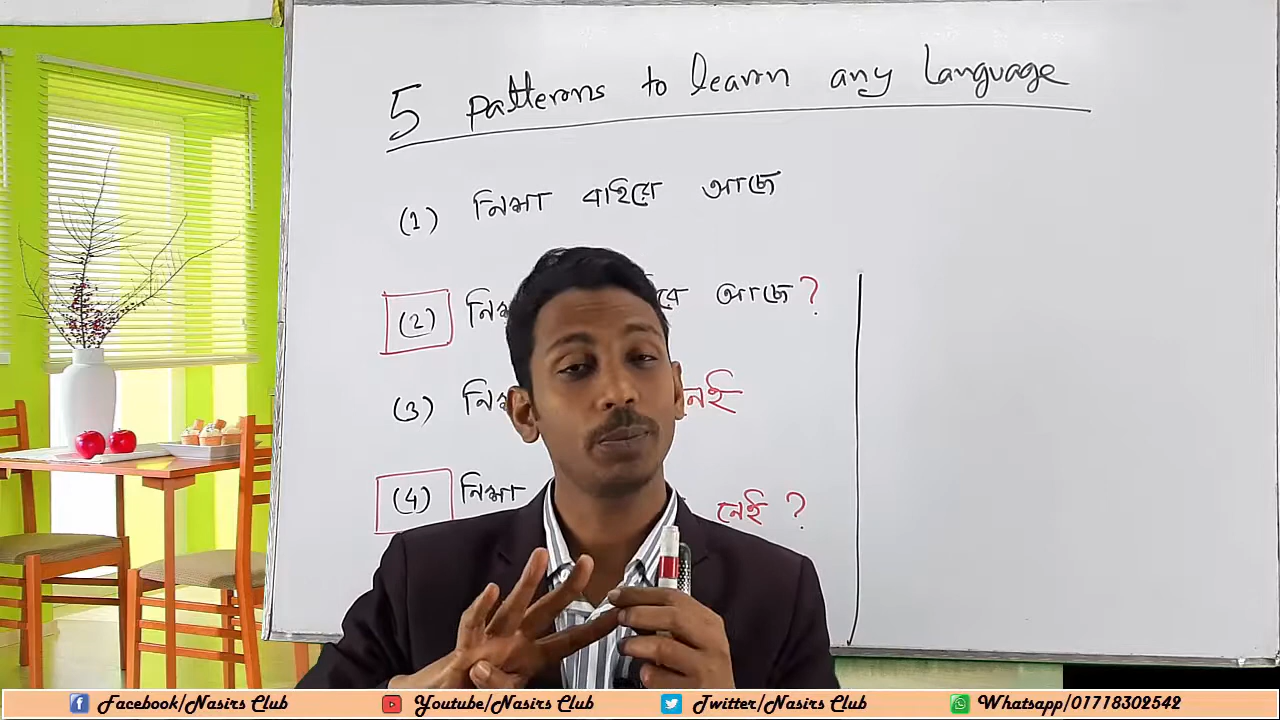 5 patterns to learn any Language
(1) নিশা বাহিরে আছে
(2) আছে?
(3) নেই
(4) নিশা নেই ?
Facebook/Nasirs Club Youtube/Nasirs Club Twitter/Nasirs Club Whatsapp/01778302542